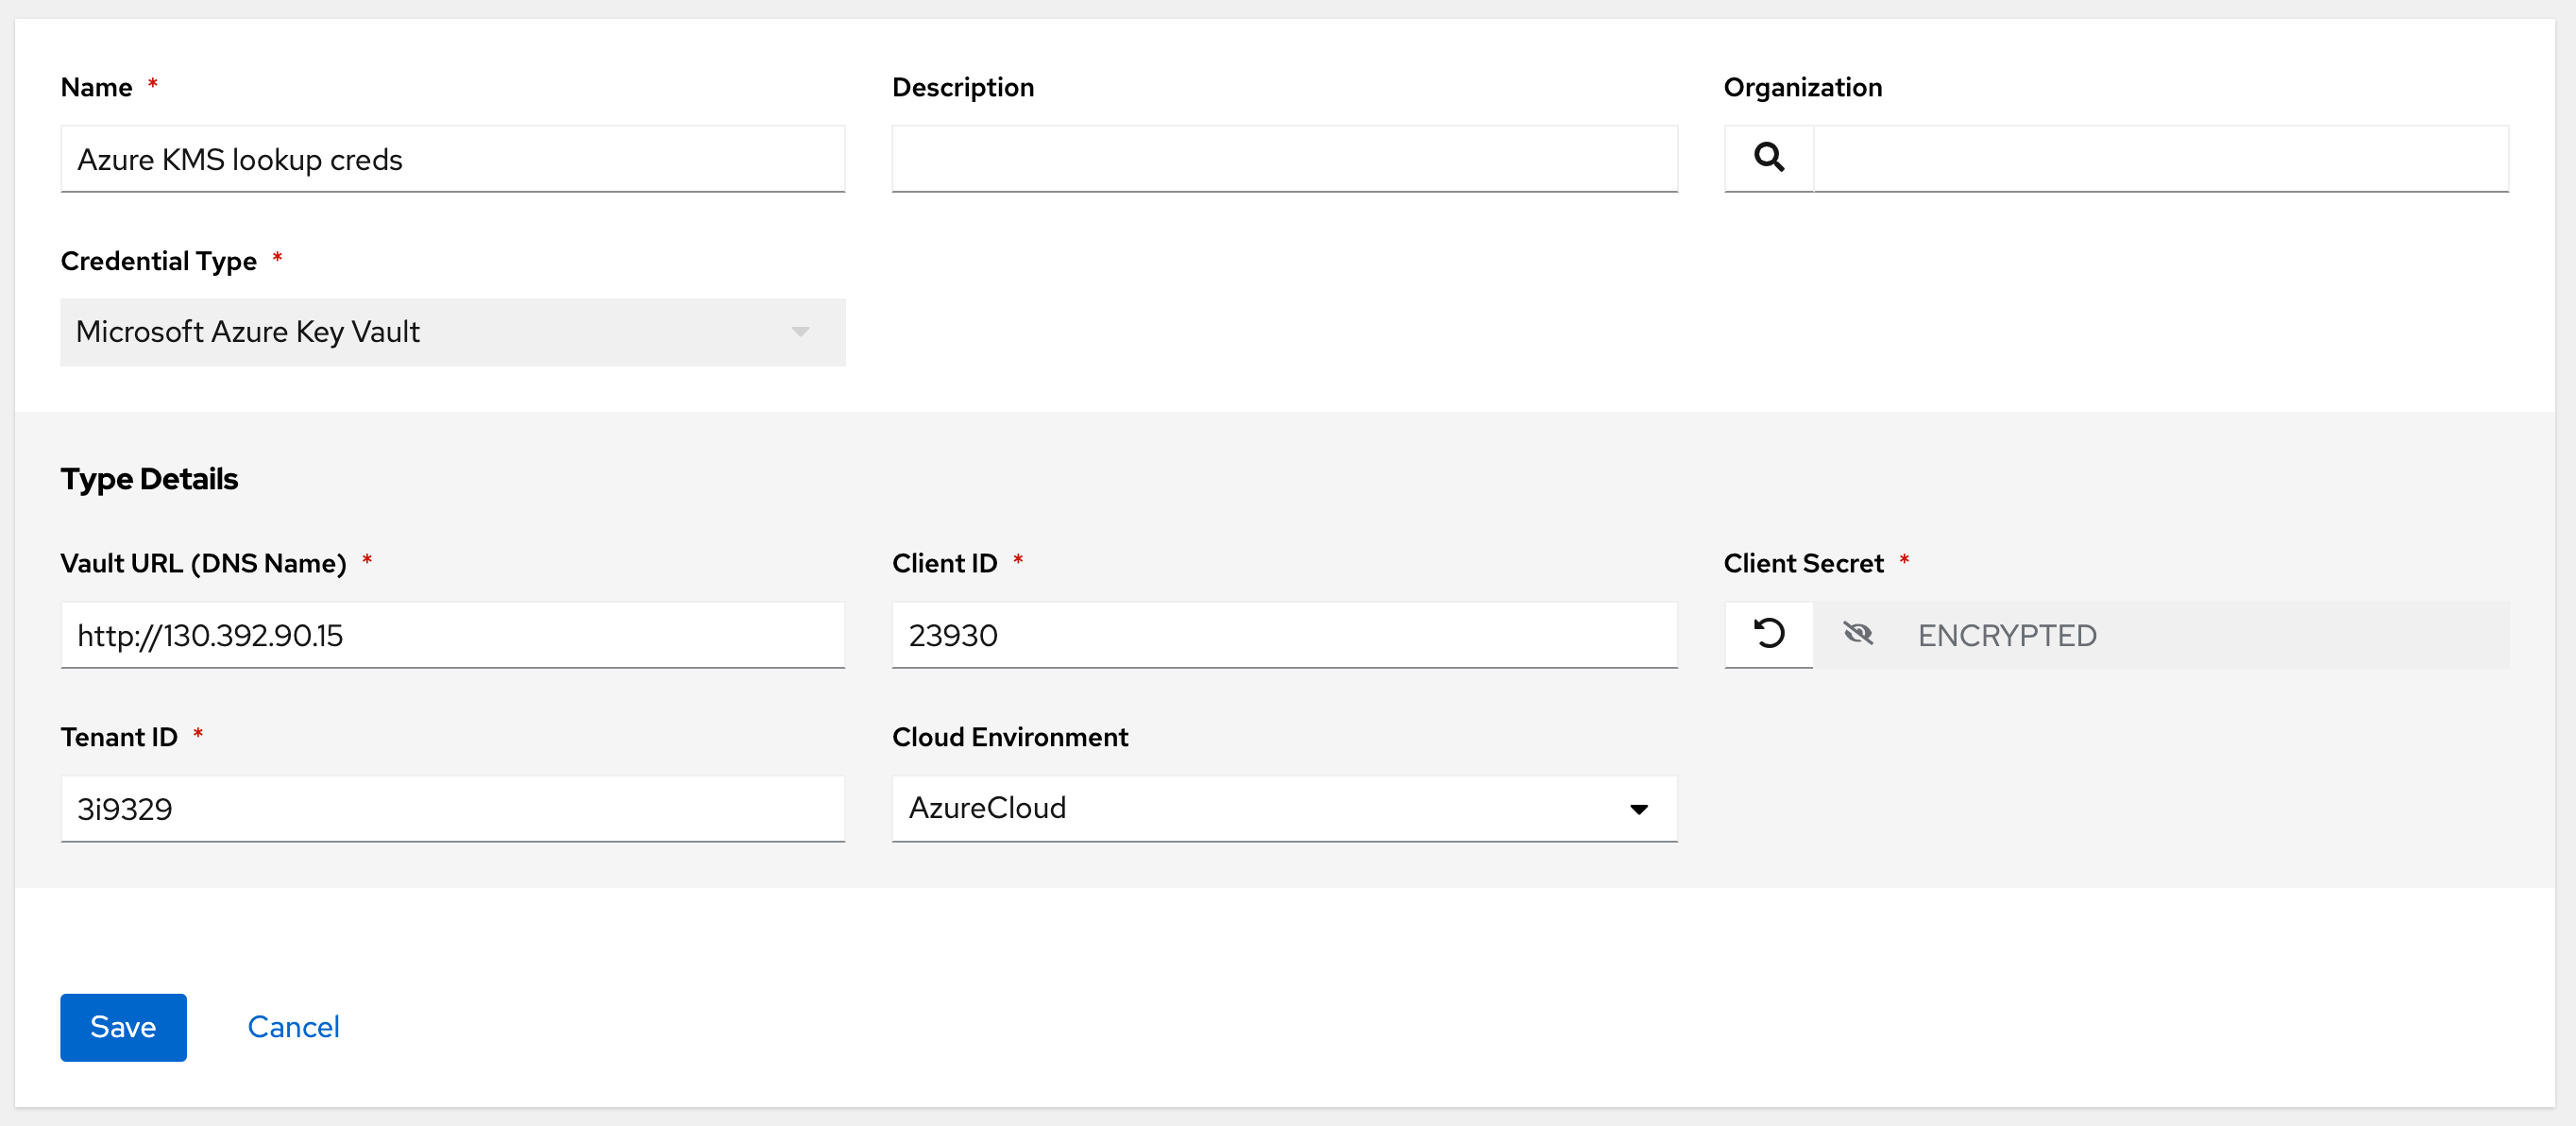 Name *
Description
Organization
Azure KMS lookup creds
Credential Type *
Microsoft Azure Key Vault
Type Details
Vault URL (DNS Name) *
Client ID *
Client Secret *
http://130.392.90.15
23930
ENCRYPTED
Tenant ID *
Cloud Environment
3i9329
AzureCloud
Save
Cancel